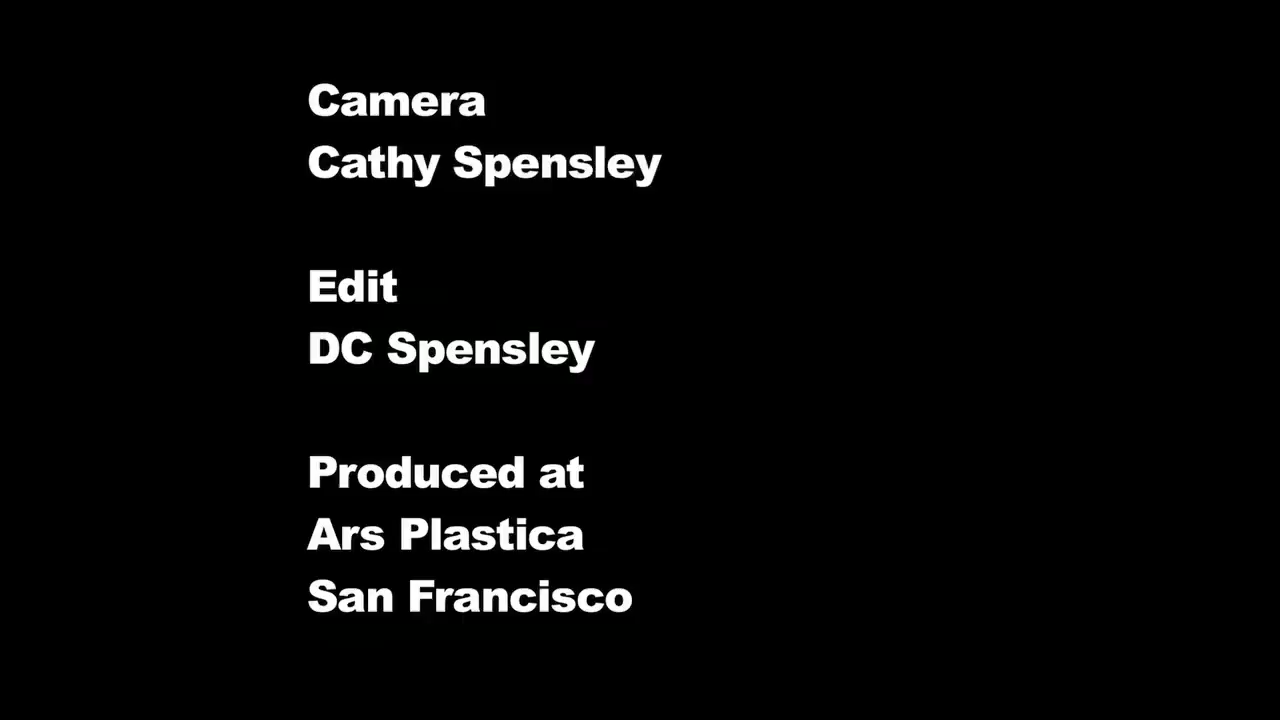 Camera
Cathy Spensley
Edit
DC Spensley
Produced at
Ars Plastica
San Francisco